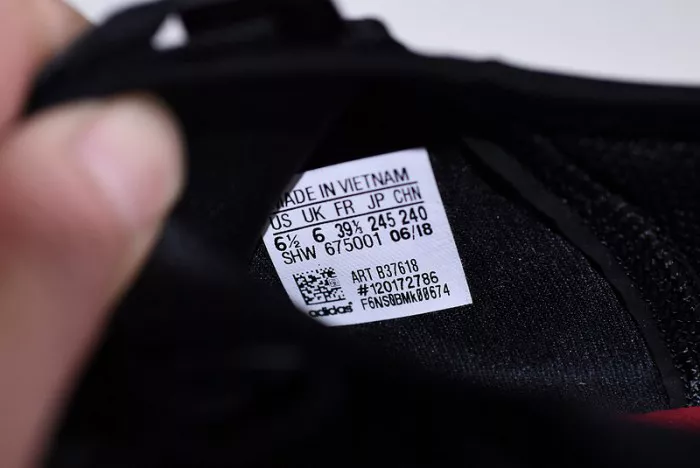 MADE IN VIETNAM
US UK FR JP CHN
6½ 6 39⅓ 245 240
SHW 675001 06/18
ART B37618
#120172786
F6NS0BMk00674
adidas